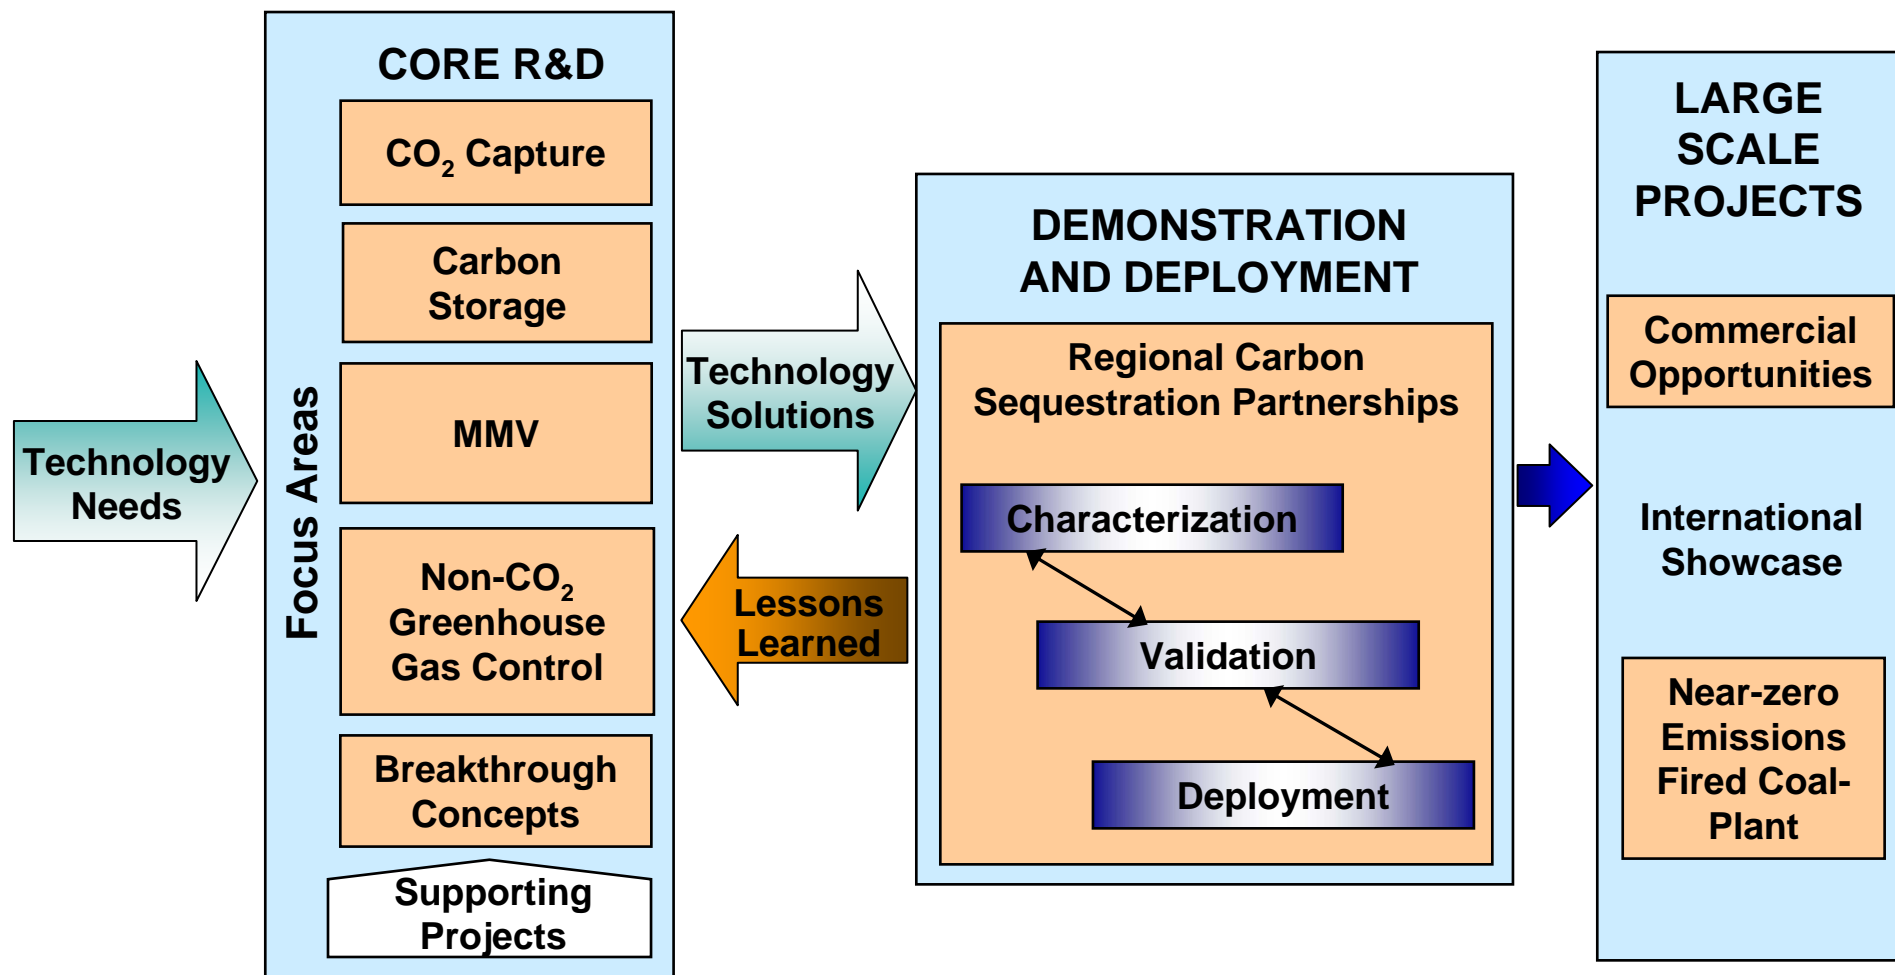 Technology
Needs
CORE R&D
Focus Areas
CO₂ Capture
Carbon
Storage
MMV
Non-CO₂
Greenhouse
Gas Control
Breakthrough
Concepts
Supporting
Projects
Technology
Solutions
Lessons
Learned
DEMONSTRATION
AND DEPLOYMENT
Regional Carbon
Sequestration Partnerships
Characterization
Validation
Deployment
LARGE
SCALE
PROJECTS
Commercial
Opportunities
International
Showcase
Near-zero
Emissions
Fired Coal-
Plant